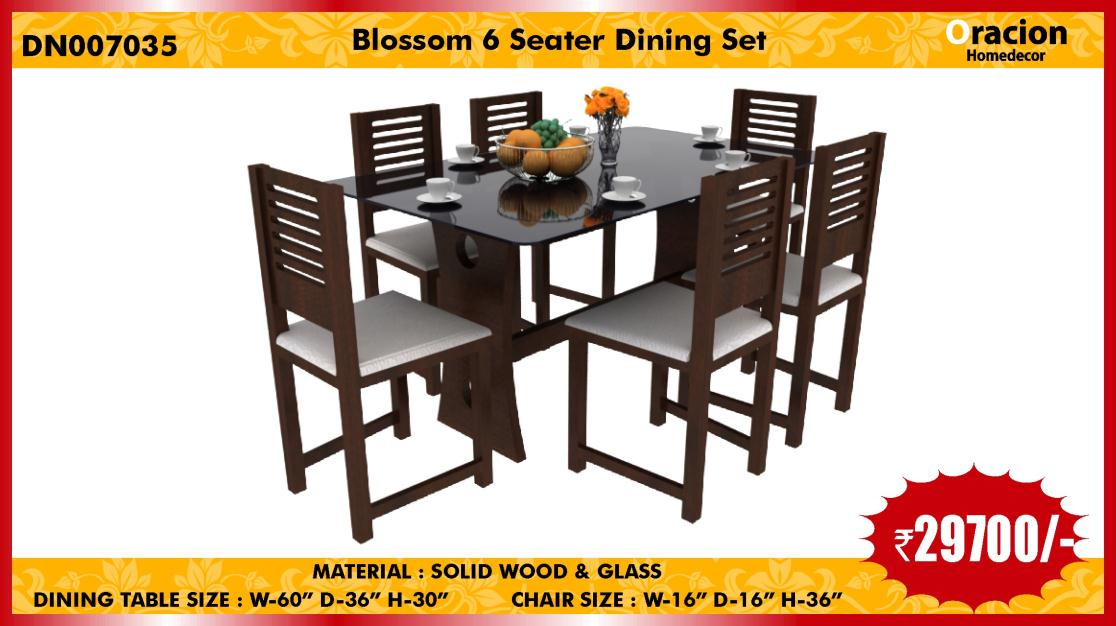 DN007035
Blossom 6 Seater Dining Set
Oracion
Homedecor
₹29700/-
MATERIAL : SOLID WOOD & GLASS
DINING TABLE SIZE : W-60” D-36” H-30” CHAIR SIZE : W-16” D-16” H-36”